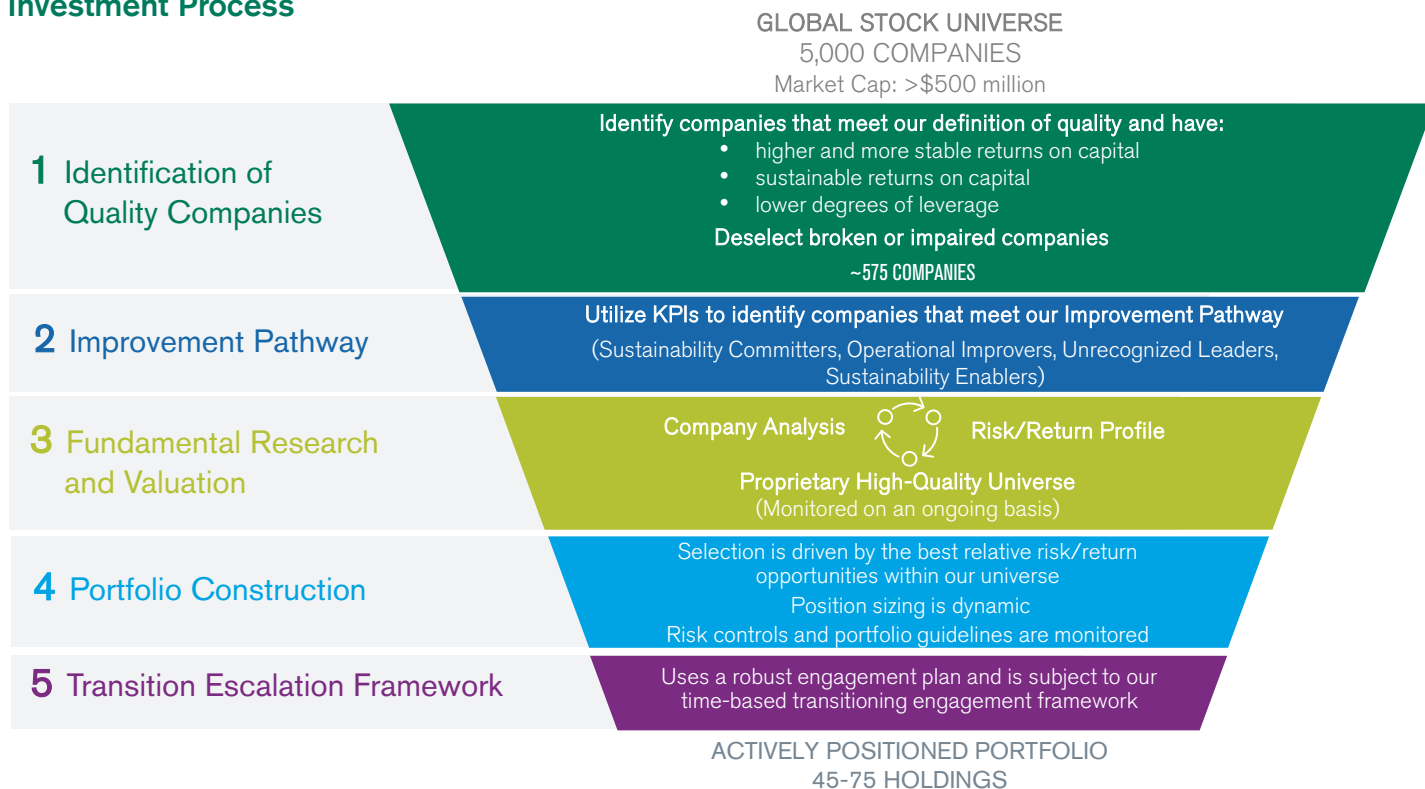 Investment Process
GLOBAL STOCK UNIVERSE
5,000 COMPANIES
Market Cap: >$500 million
1 Identification of
Quality Companies
Identify companies that meet our definition of quality and have:
• higher and more stable returns on capital
• sustainable returns on capital
• lower degrees of leverage
Deselect broken or impaired companies
~575 COMPANIES
2 Improvement Pathway
Utilize KPIs to identify companies that meet our Improvement Pathway
(Sustainability Committers, Operational Improvers, Unrecognized Leaders,
Sustainability Enablers)
3 Fundamental Research
and Valuation
Company Analysis
Risk/Return Profile
Proprietary High-Quality Universe
(Monitored on an ongoing basis)
4 Portfolio Construction
Selection is driven by the best relative risk/return
opportunities within our universe
Position sizing is dynamic
Risk controls and portfolio guidelines are monitored
5 Transition Escalation Framework
Uses a robust engagement plan and is subject to our
time-based transitioning engagement framework
ACTIVELY POSITIONED PORTFOLIO
45-75 HOLDINGS